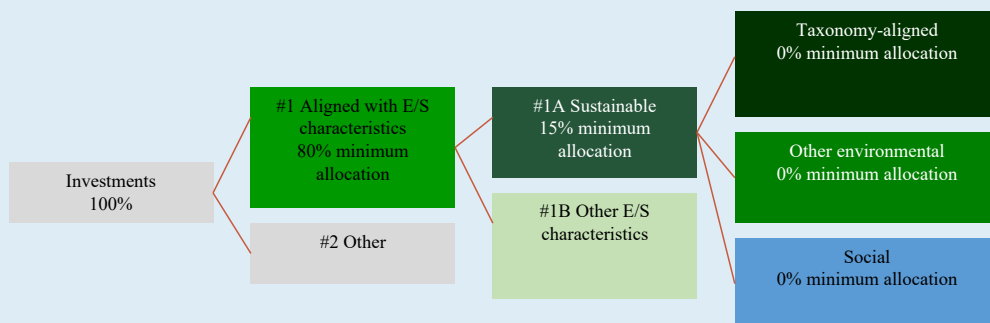 Investments
100%
#1 Aligned with E/S
characteristics
80% minimum
allocation
#2 Other
#1A Sustainable
15% minimum
allocation
#1B Other E/S
characteristics
Taxonomy-aligned
0% minimum allocation
Other environmental
0% minimum allocation
Social
0% minimum allocation